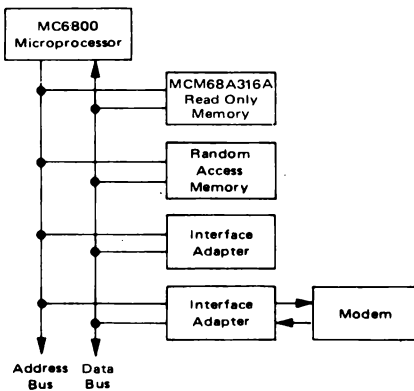 MC6800
Microprocessor
MCM68A316A
Read Only
Memory
Random
Access
Memory
Interface
Adapter
Interface
Adapter
Modem
Address
Bus
Data
Bus